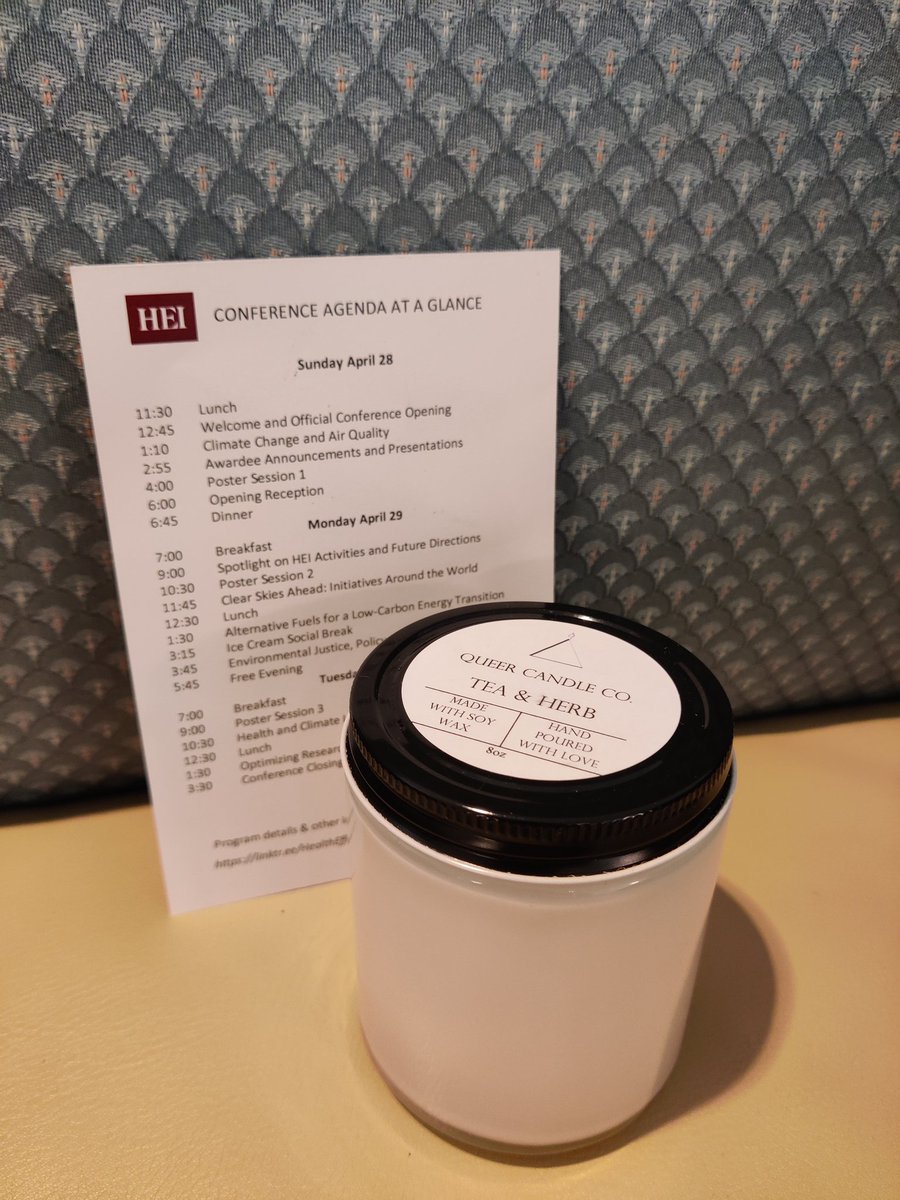 HEI CONFERENCE AGENDA AT A GLANCE
Sunday April 28
11:30 Lunch
12:45 Welcome and Official Conference Opening
1:10 Climate Change and Air Quality
2:55 Awardee Announcements and Presentations
4:00 Poster Session 1
6:00 Opening Reception
6:45 Dinner
Monday April 29
7:00 Breakfast
9:00 Spotlight on HEI Activities and Future Directions
10:30 Poster Session 2
11:45 Clear Skies Ahead: Initiatives Around the World
12:30 Lunch
1:30 Alternative Fuels for a Low-Carbon Energy Transition
3:15 Ice Cream Social Break
3:45 Environmental Justice,
5:45 Free Evening
7:00 Breakfast
9:00 Poster Session 3
10:30 Health and Climate
12:30 Lunch
1:30 Optimizing
3:30 Conference
Program details & other
https://linktr.ee/HealthEff
QUEER CANDLE CO.
TEA & HERB
MADE
WITH SOY
WAX
HAND
POURED
WITH LOVE
8oz